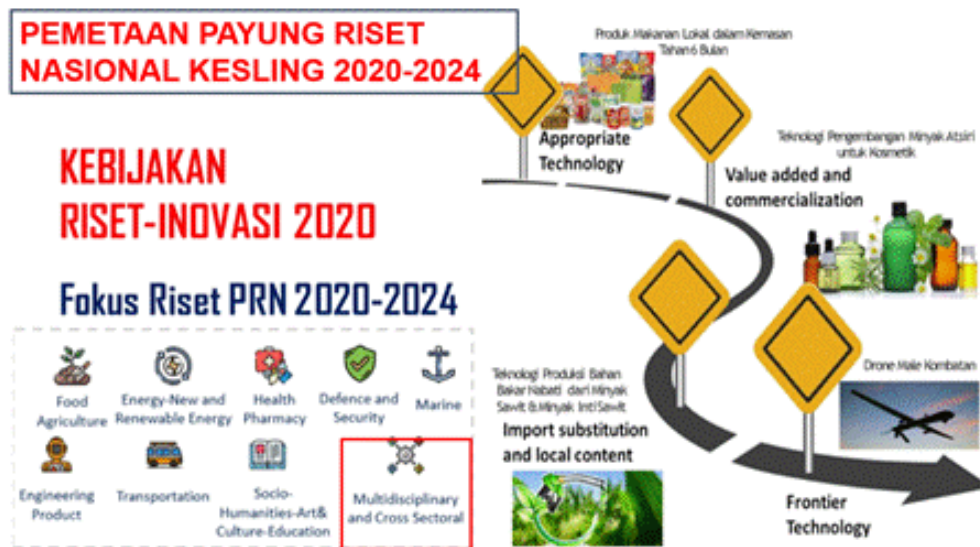 PEMETAAN PAYUNG RISET
NASIONAL KESLING 2020-2024
KEBIJAKAN
RISET-INOVASI 2020
Fokus Riset PRN 2020-2024
Food
Agriculture
Energy-New and
Renewable Energy
Health
Pharmacy
Defence and
Security
Marine
Engineering
Product
Transportation
Socio-
Humanities-Art&
Culture-Education
Multidisciplinary
and Cross Sectoral
Produk Makanan Lokal dalam Kemasan
Tahan 6 Bulan
Appropriate
Technology
Teknologi Pengembangan Minyak Atsiri
untuk Kosmetik
Value added and
commercialization
Teknologi Produksi Bahan
Bakar Nabati dari Minyak
Sawit & Minyak Inti Sawit
Import substitution
and local content
Drone Male Kombatan
Frontier
Technology